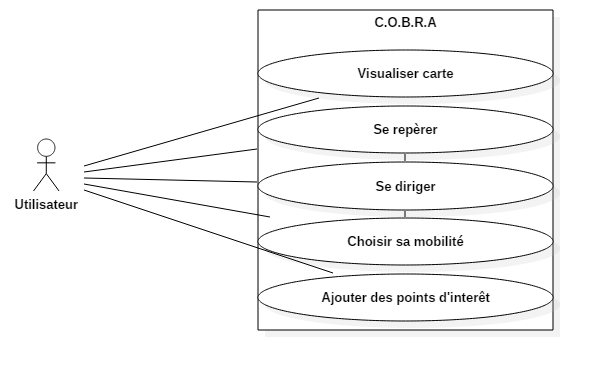 C.O.B.R.A
Visualiser carte
Se repèrer
Se diriger
Utilisateur
Choisir sa mobilité
Ajouter des points d'interêt